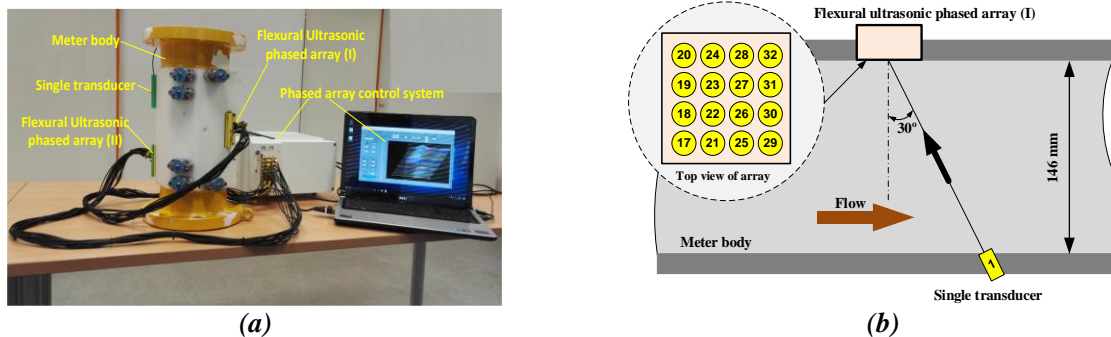 Meter body
Flexural Ultrasonic
phased array (I)
Single transducer
Phased array control system
Flexural Ultrasonic
phased array (II)
(a)
Flexural ultrasonic phased array (I)
20 24 28 32
19 23 27 31
18 22 26 30
17 21 25 29
Top view of array
30°
146 mm
Flow
Meter body
1
Single transducer
(b)